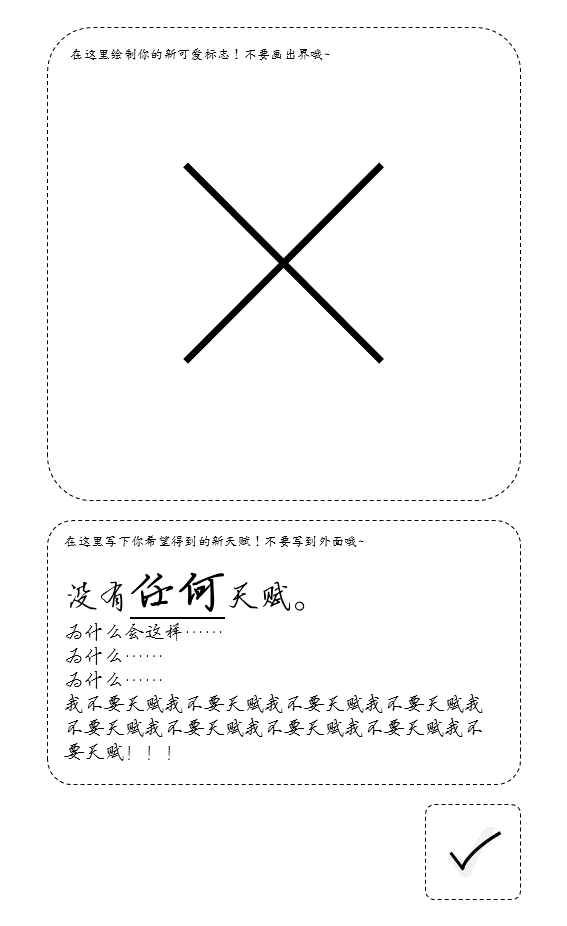 在这里绘制你的新可爱标志！不要画出界哦~
在这里写下你希望得到的新天赋！不要写到外面哦~
没有任何天赋。
为什么会这样……
为什么……
为什么……
我不要天赋我不要天赋我不要天赋我不要天赋我
不要天赋我不要天赋我不要天赋我不要天赋我不
要天赋！！！